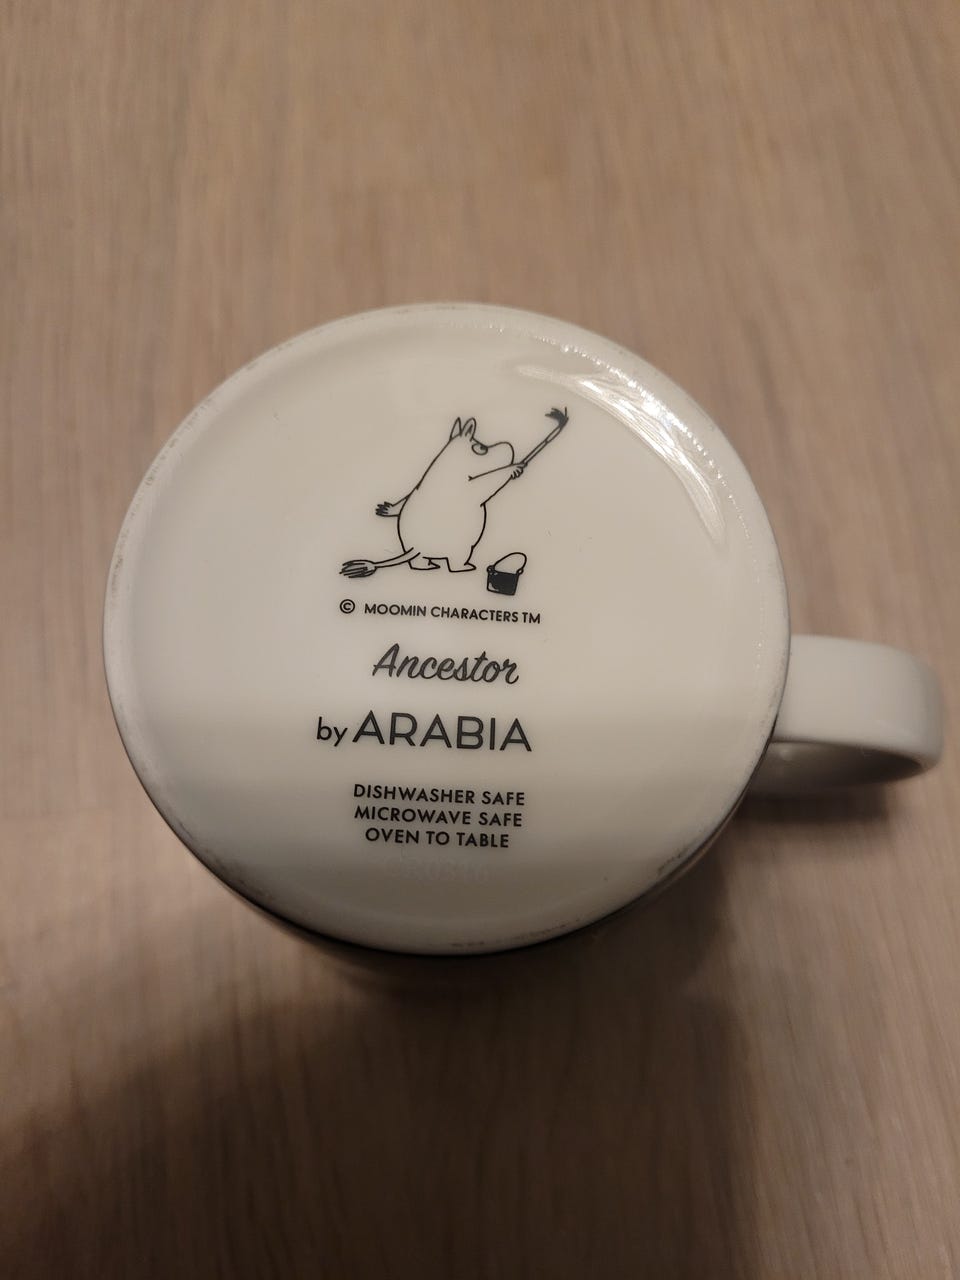 © MOOMIN CHARACTERS TM
Ancestor
by ARABIA
DISHWASHER SAFE
MICROWAVE SAFE
OVEN TO TABLE